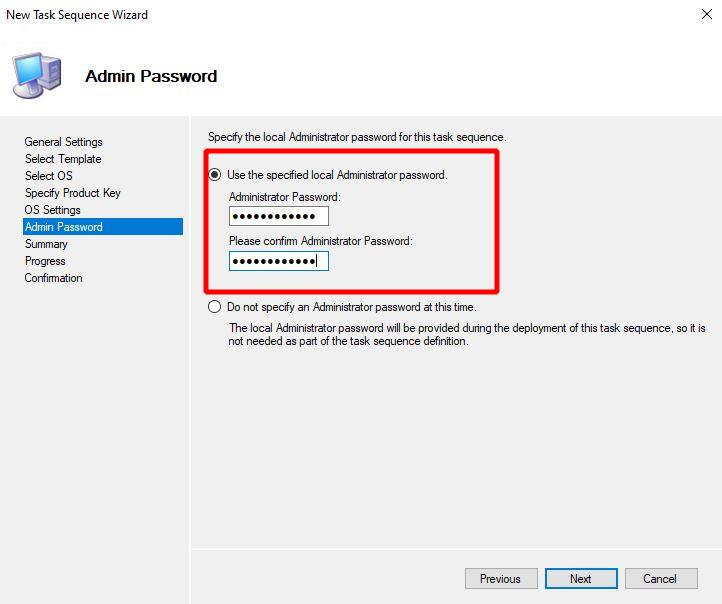 New Task Sequence Wizard
Admin Password
General Settings
Select Template
Select OS
Specify Product Key
OS Settings
Admin Password
Summary
Progress
Confirmation
Specify the local Administrator password for this task sequence.
Use the specified local Administrator password.
Administrator Password:
●●●●●●●●●●●●
Please confirm Administrator Password:
●●●●●●●●●●●●
Do not specify an Administrator password at this time.
The local Administrator password will be provided during the deployment of this task sequence, so it is
not needed as part of the task sequence definition.
Previous
Next
Cancel